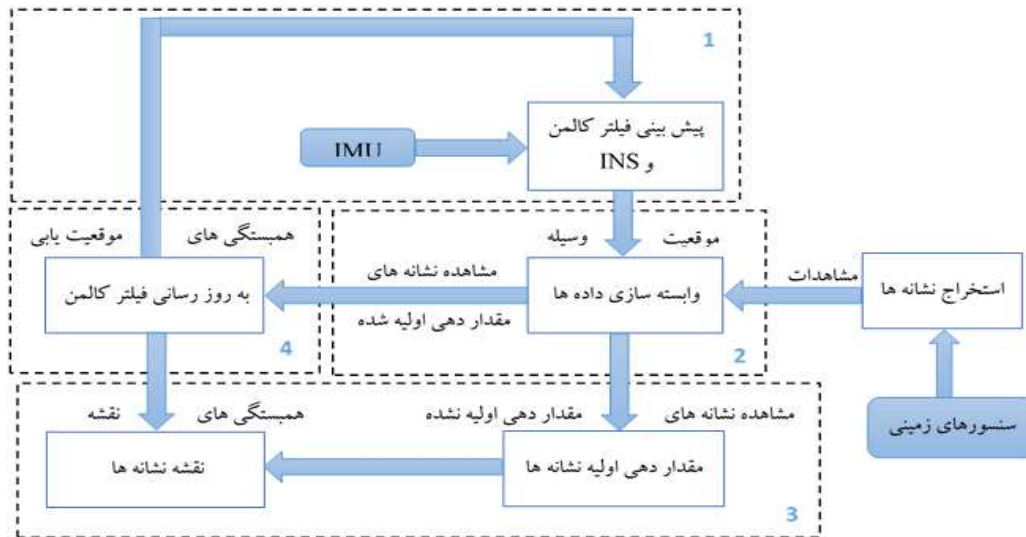 1
پیش بینی فیلتر کالمن
و INS
IMU
موقعیت وسیله
همبستگی های موقعیت یابی
مشاهدات
استخراج نشانه ها
وابسته سازی داده ها
مشاهده نشانه های
مقدار دهی اولیه شده
به روز رسانی فیلتر کالمن
2
4
سنسورهای زمینی
مشاهده نشانه های مقدار دهی اولیه نشده
همبستگی های نقشه
مقدار دهی اولیه نشانه ها
نقشه نشانه ها
3